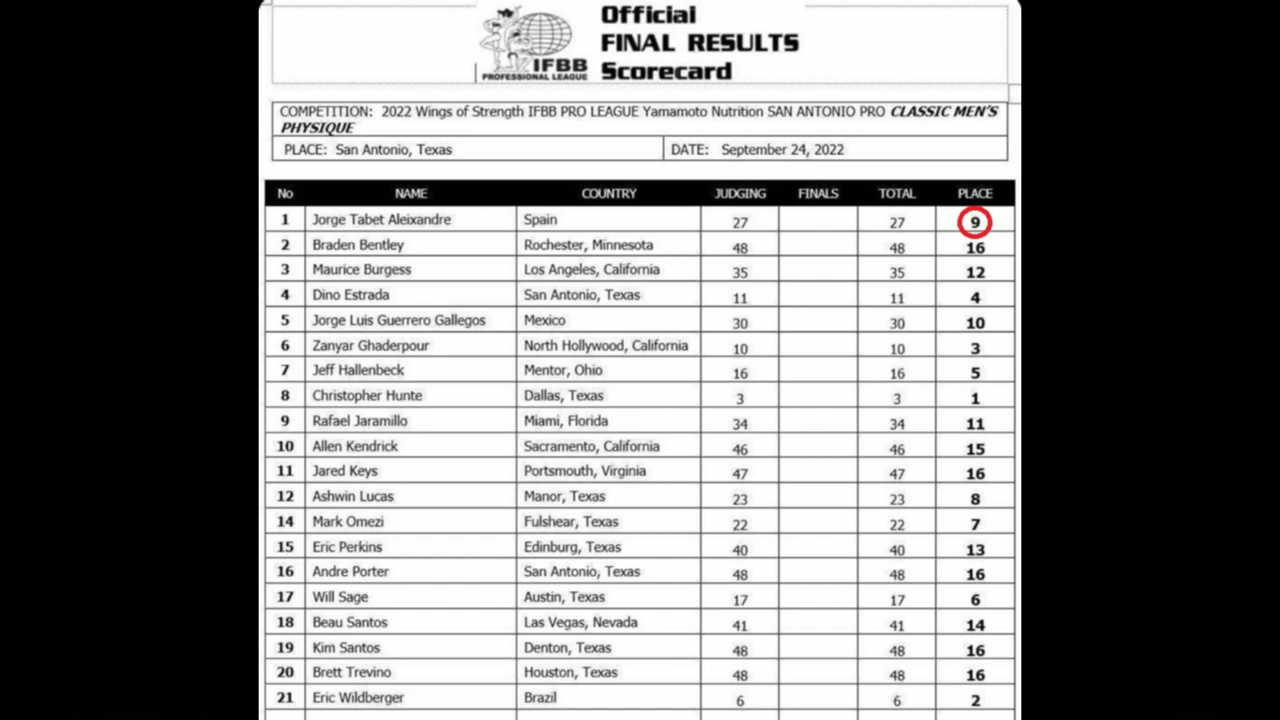 Official
FINAL RESULTS
Scorecard
IFBB
PROFESSIONAL LEAGUE
COMPETITION: 2022 Wings of Strength IFBB PRO LEAGUE Yamamoto Nutrition SAN ANTONIO PRO CLASSIC MEN'S
PHYSIQUE
PLACE: San Antonio, Texas DATE: September 24, 2022
No NAME COUNTRY JUDGING FINALS TOTAL PLACE
1 Jorge Tabet Aleixandre Spain 27 27 9
2 Braden Bentley Rochester, Minnesota 48 48 16
3 Maurice Burgess Los Angeles, California 35 35 12
4 Dino Estrada San Antonio, Texas 11 11 4
5 Jorge Luis Guerrero Gallegos Mexico 30 30 10
6 Zanyar Ghaderpour North Hollywood, California 10 10 3
7 Jeff Hallenbeck Mentor, Ohio 16 16 5
8 Christopher Hunte Dallas, Texas 3 3 1
9 Rafael Jaramillo Miami, Florida 34 34 11
10 Allen Kendrick Sacramento, California 46 46 15
11 Jared Keys Portsmouth, Virginia 47 47 16
12 Ashwin Lucas Manor, Texas 23 23 8
14 Mark Omezi Fulshear, Texas 22 22 7
15 Eric Perkins Edinburg, Texas 40 40 13
16 Andre Porter San Antonio, Texas 48 48 16
17 Will Sage Austin, Texas 17 17 6
18 Beau Santos Las Vegas, Nevada 41 41 14
19 Kim Santos Denton, Texas 48 48 16
20 Brett Trevino Houston, Texas 48 48 16
21 Eric Wildberger Brazil 6 6 2